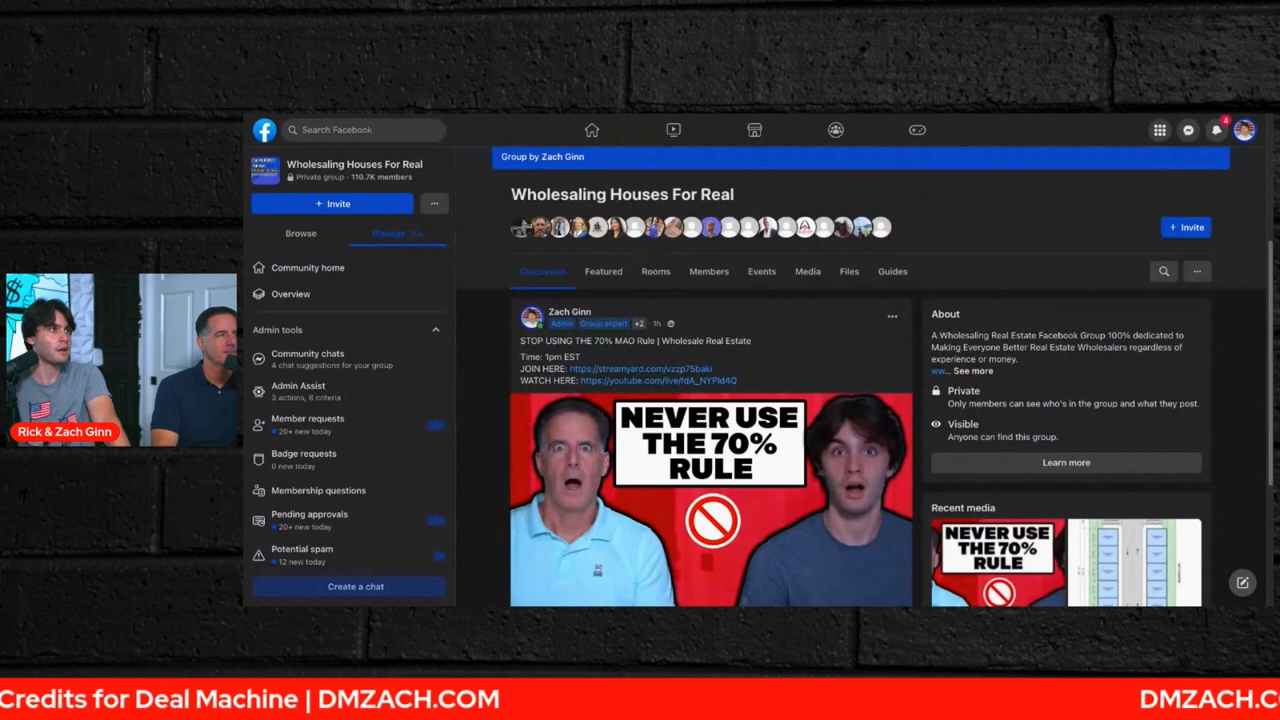 Search Facebook
4
Wholesaling Houses For Real
Private group · 110.7K members
+ Invite
Browse
Manage
Community home
Overview
Admin tools
Community chats
4 chat suggestions for your group
Admin Assist
3 actions, 8 criteria
Member requests
20+ new today
Badge requests
0 new today
Membership questions
Pending approvals
20+ new today
Potential spam
12 new today
Create a chat
Group by Zach Ginn
Wholesaling Houses For Real
+ Invite
Discussion Featured Rooms Members Events Media Files Guides
Zach Ginn
Admin Group expert +2 1h
STOP USING THE 70% MAO Rule | Wholesale Real Estate
Time: 1pm EST
JOIN HERE: https://streamyard.com/vzzp75baki
WATCH HERE: https://youtube.com/live/fdA_NYPId4Q
NEVER USE
THE 70%
RULE
About
A Wholesaling Real Estate Facebook Group 100% dedicated to
Making Everyone Better Real Estate Wholesalers regardless of
experience or money.
ww... See more
Private
Only members can see who's in the group and what they post.
Visible
Anyone can find this group.
Learn more
Recent media
NEVER USE
THE 70%
RULE
Rick & Zach Ginn
Credits for Deal Machine | DMZACH.COM
DMZACH.C